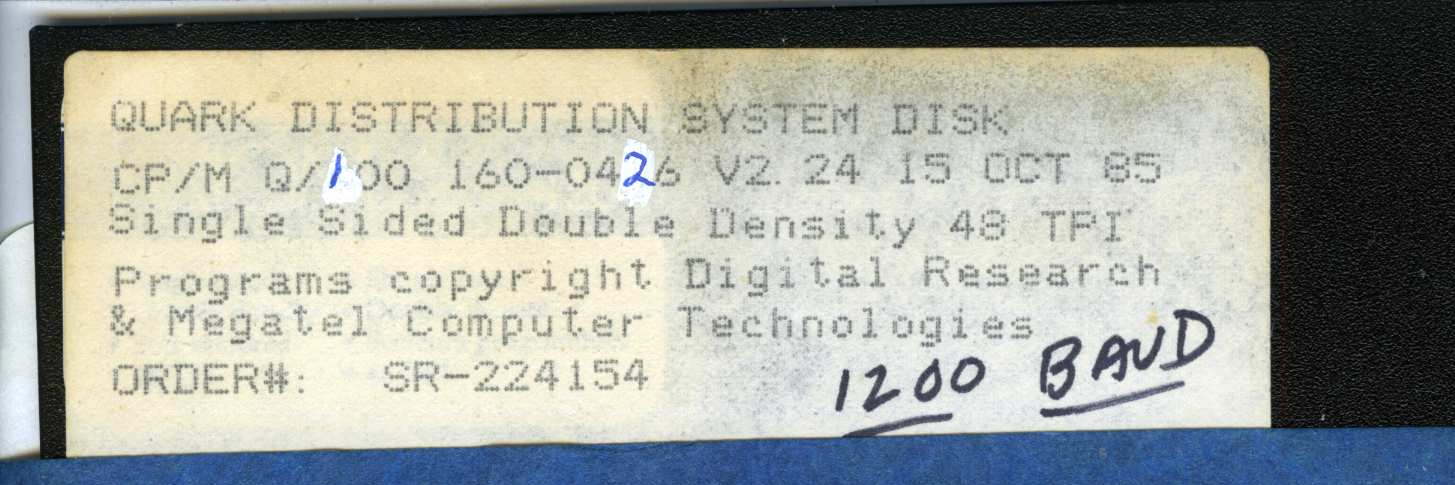 QUARK DISTRIBUTION SYSTEM DISK
CP/M Q/100 160-0426 V2.24 15 OCT 85
Single Sided Double Density 48 TPI
Programs copyright Digital Research
& Megatel Computer Technologies
ORDER#: SR-224154
1200 BAUD